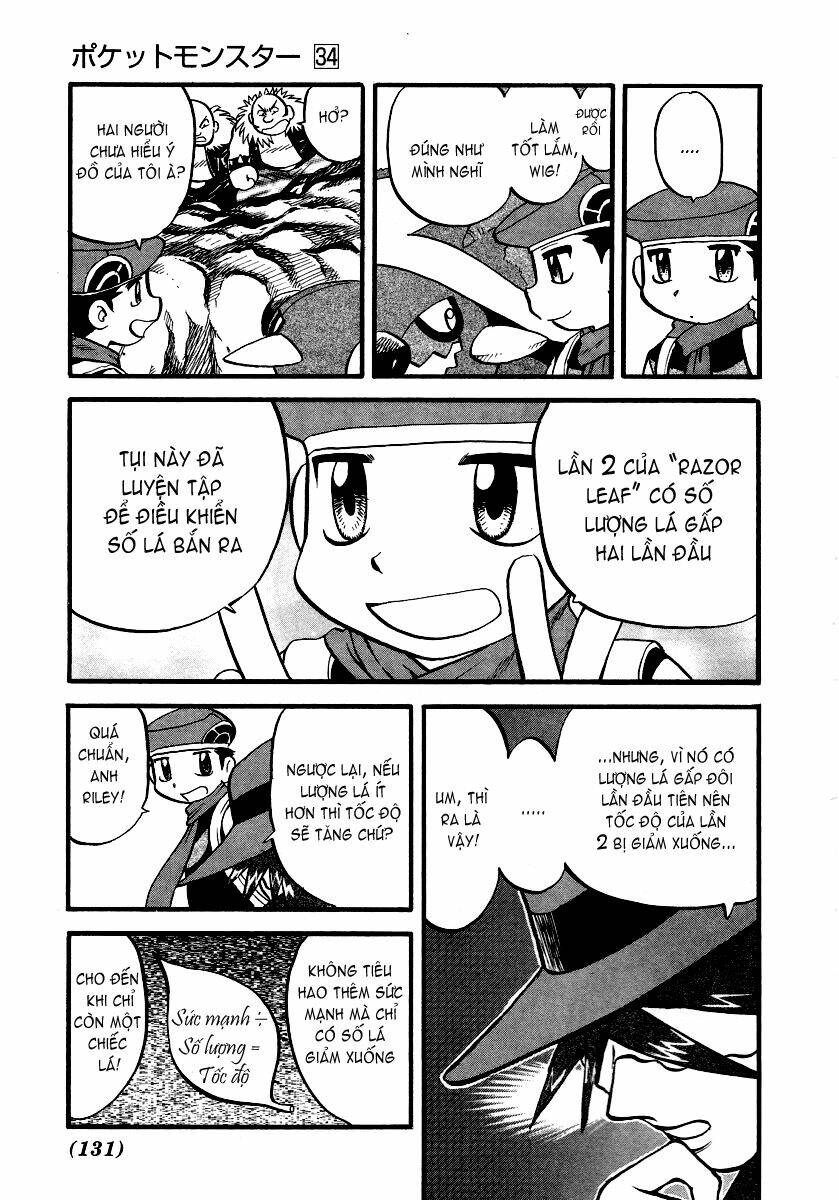 ポケットモンスター 34
....
ĐƯỢC
RỒI
LÀM
TỐT LẮM,
WIG!
ĐÚNG NHƯ
MÌNH NGHĨ
HỞ?
HAI NGƯỜI
CHƯA HIỂU Ý
ĐỒ CỦA TÔI À?
LẦN 2 CỦA "RAZOR
LEAF" CÓ SỐ
LƯỢNG LÁ GẤP
HAI LẦN ĐẦU
TỤI NÀY ĐÃ
LUYỆN TẬP
ĐỂ ĐIỀU KHIỂN
SỐ LÁ BẮN RA
...NHƯNG, VÌ NÓ CÓ
LƯỢNG LÁ GẤP ĐÔI
LẦN ĐẦU TIÊN NÊN
TỐC ĐỘ CỦA LẦN
2 BỊ GIẢM XUỐNG...
.....
UM, THÌ
RA LÀ
VẬY!
NGƯỢC LẠI, NẾU
LƯỢNG LÁ ÍT
HƠN THÌ TỐC ĐỘ
SẼ TĂNG CHỨ?
QUÁ
CHUẨN,
ANH
RILEY!
KHÔNG TIÊU
HAO THÊM SỨC
MẠNH MÀ CHỈ
CÓ SỐ LÁ
GIẢM XUỐNG
Sức mạnh ÷
Số lượng =
Tốc độ
CHO ĐẾN
KHI CHỈ
CÒN MỘT
CHIẾC
LÁ!
(131)